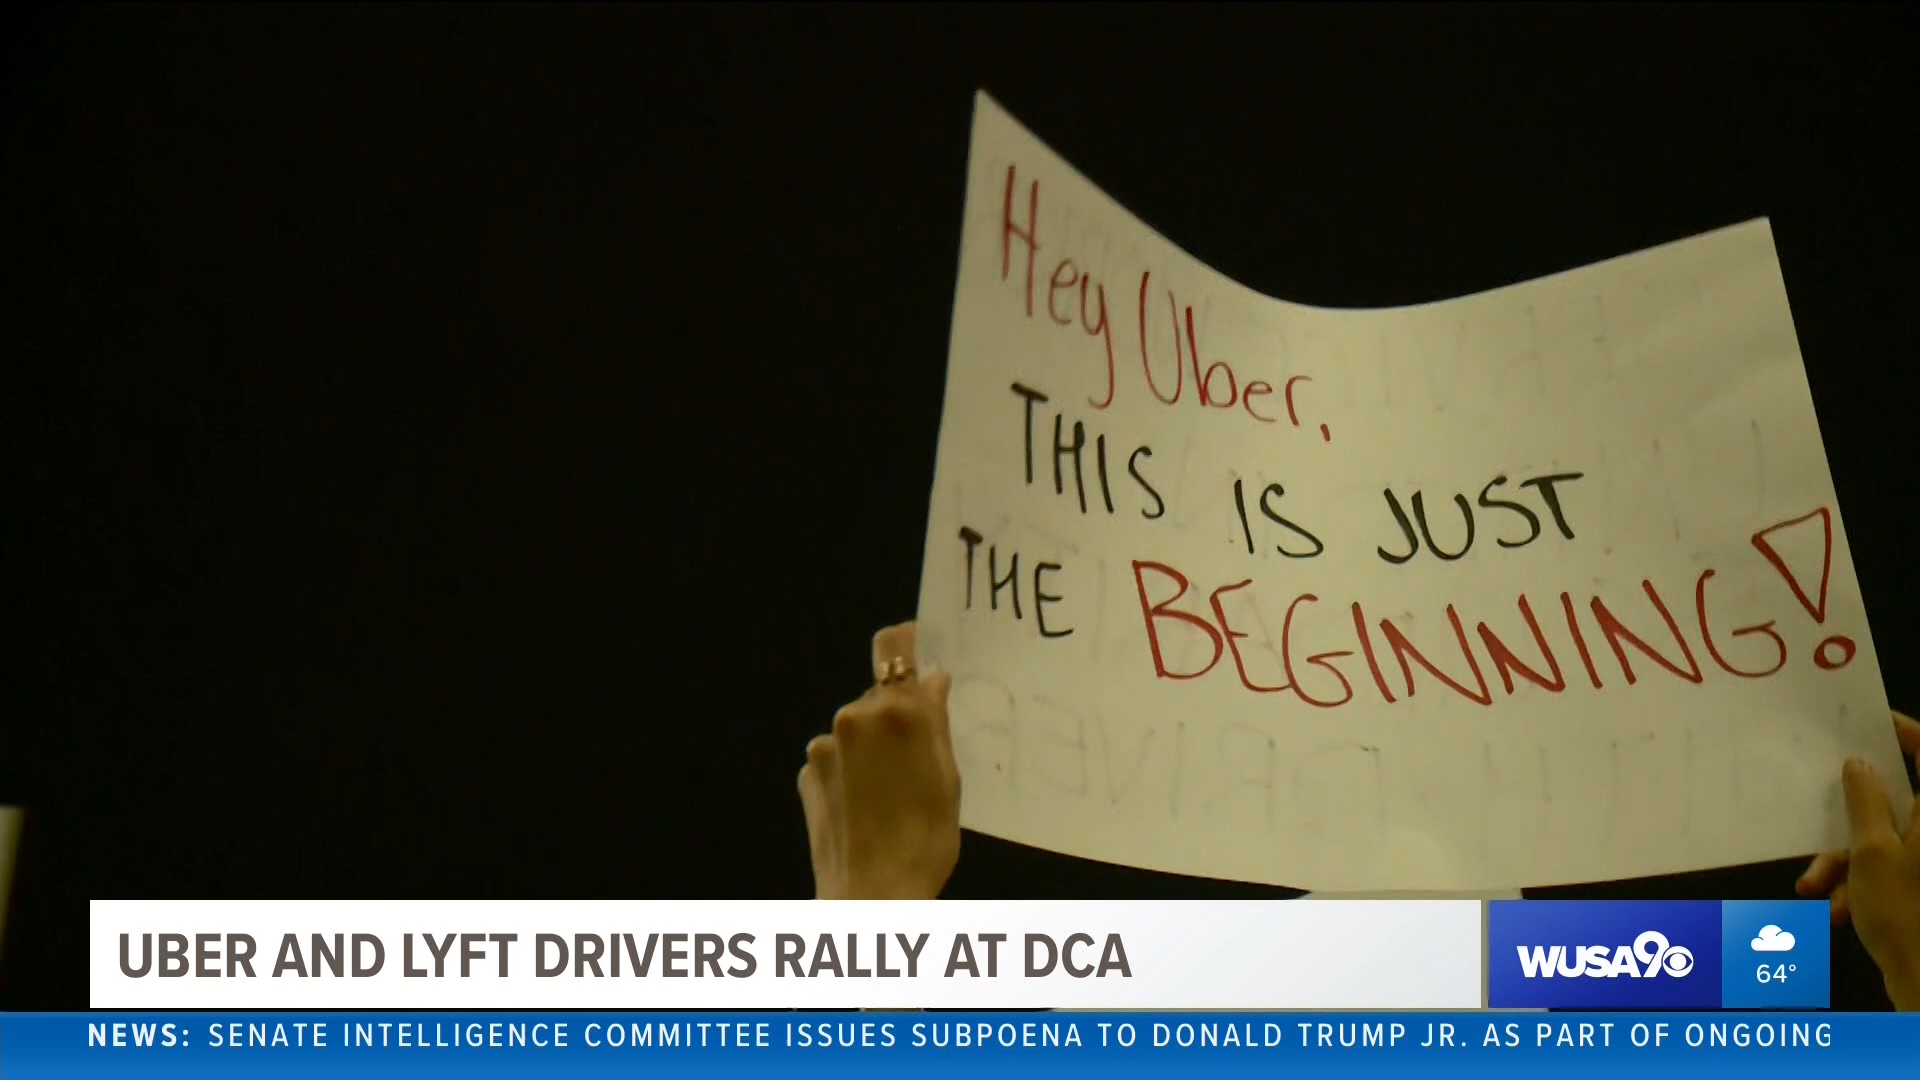 Hey Uber,
THIS IS JUST
THE BEGINNING!
UBER AND LYFT DRIVERS RALLY AT DCA
WUSA9
64°
NEWS: SENATE INTELLIGENCE COMMITTEE ISSUES SUBPOENA TO DONALD TRUMP JR. AS PART OF ONGOING